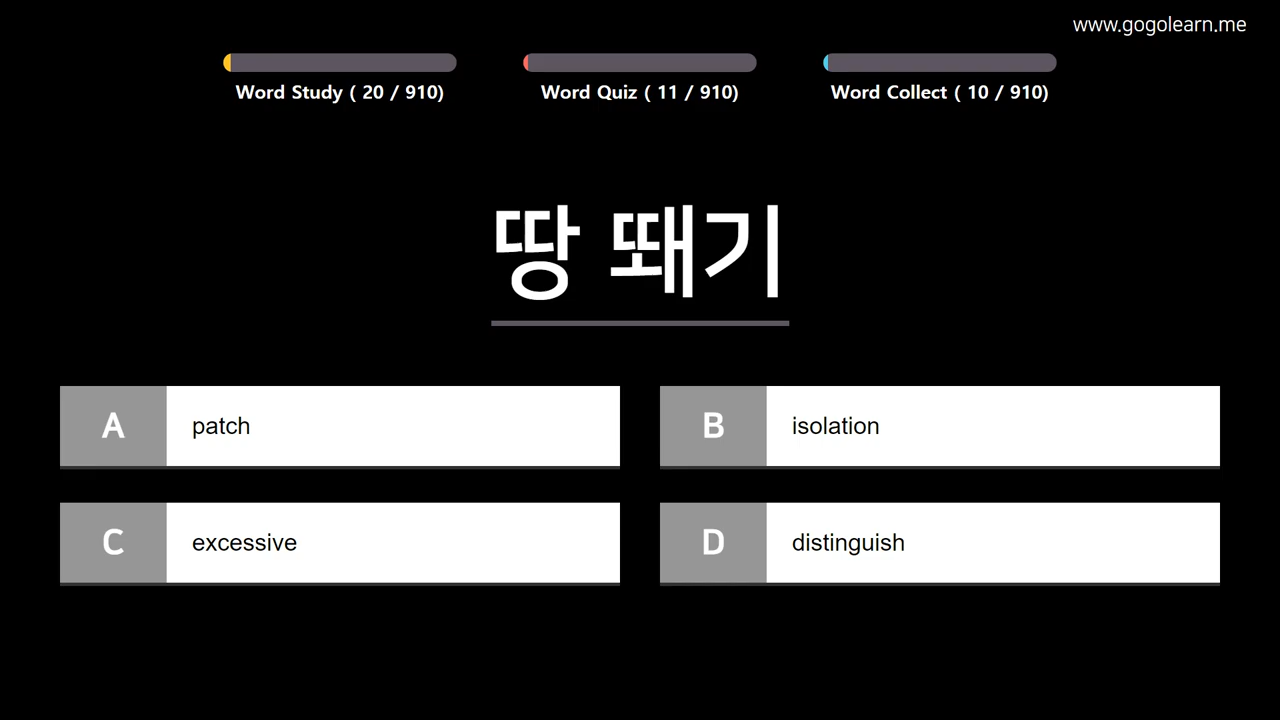 www.gogolearn.me
Word Study ( 20 / 910)
Word Quiz ( 11 / 910)
Word Collect ( 10 / 910)
땅 뙈기
A patch
B isolation
C excessive
D distinguish